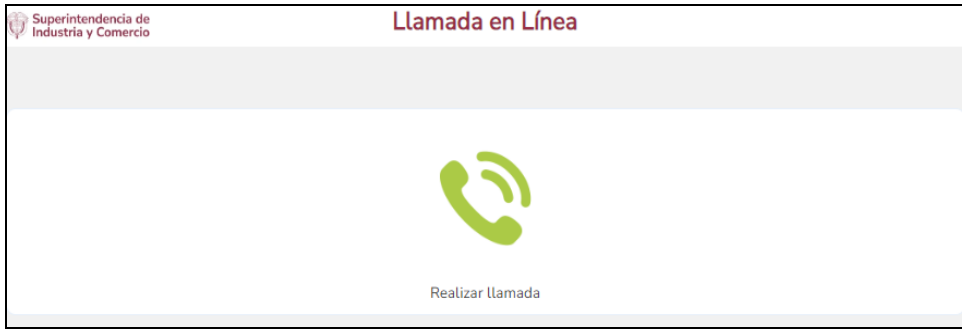 Superintendencia de
Industria y Comercio
Llamada en Línea
Realizar llamada